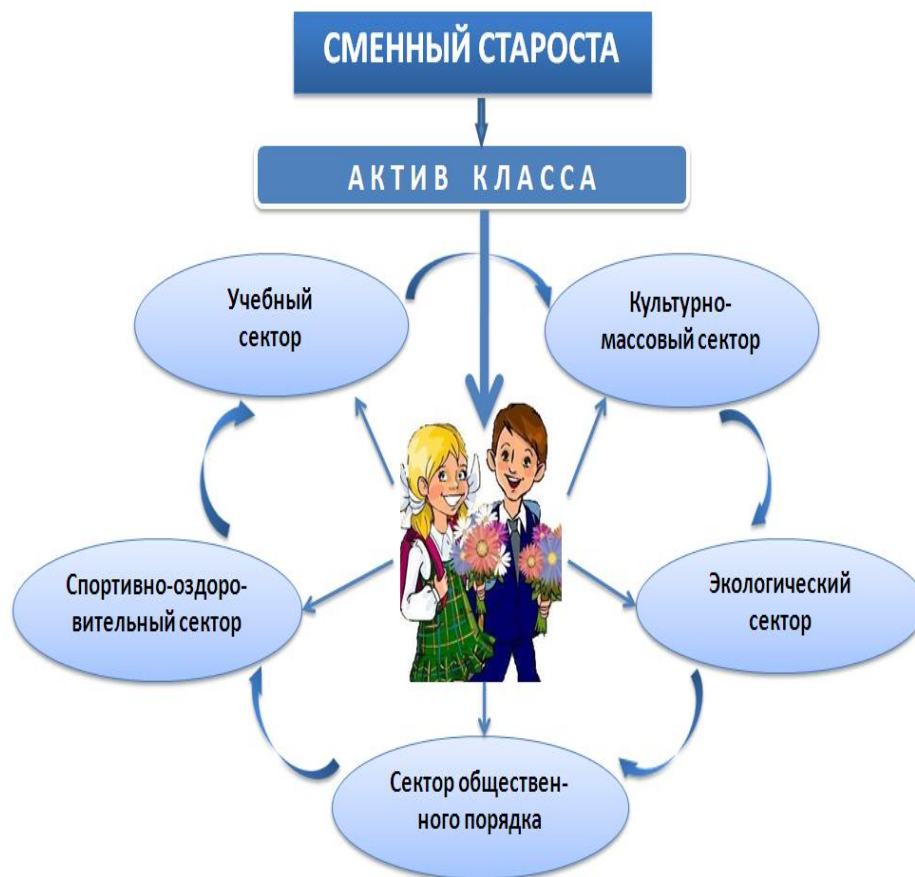 СМЕННЫЙ СТАРОСТА
АКТИВ КЛАССА
Учебный
сектор
Культурно-
массовый сектор
Спортивно-оздоро-
вительный сектор
Экологический
сектор
Сектор обществен-
ного порядка